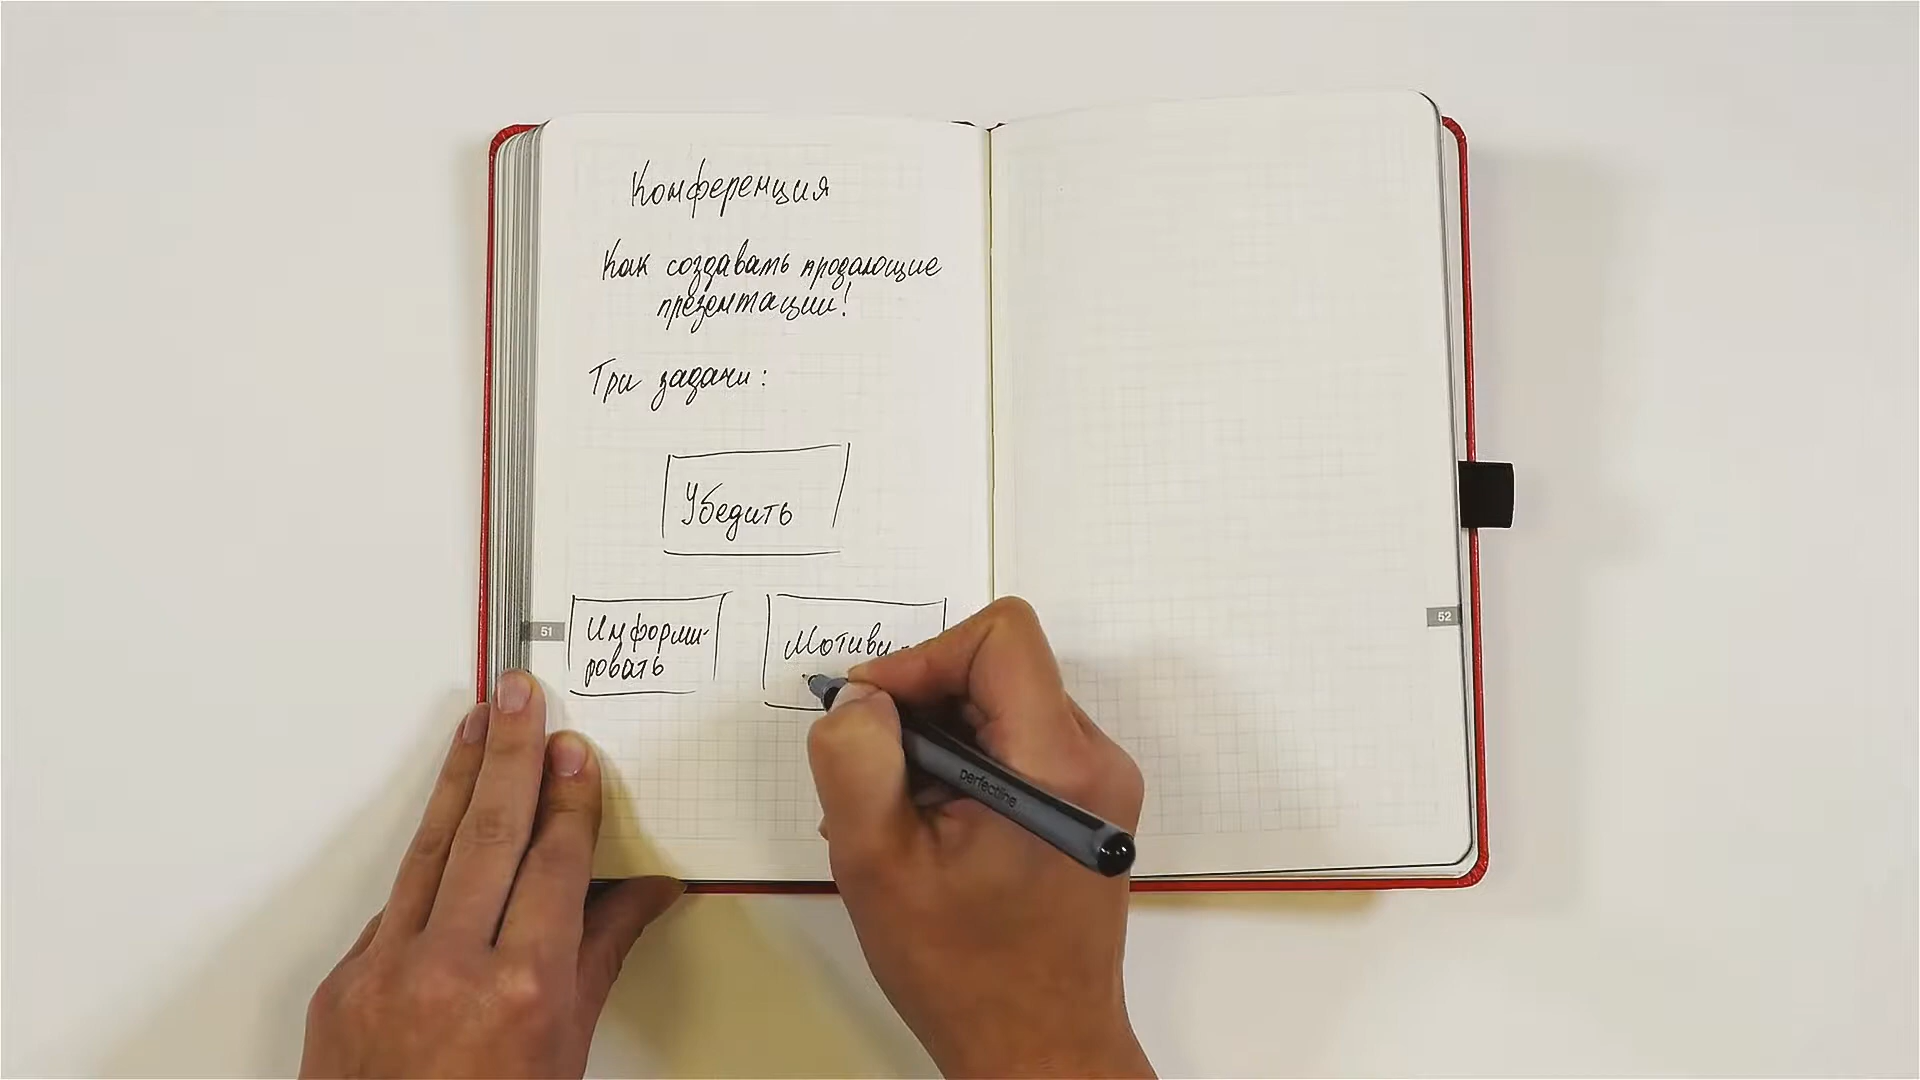 Конференция
Как создавать продающие
презентации!
Три задачи:
Убедить
Информи-
ровать
Мотиви
51
52
perfectline